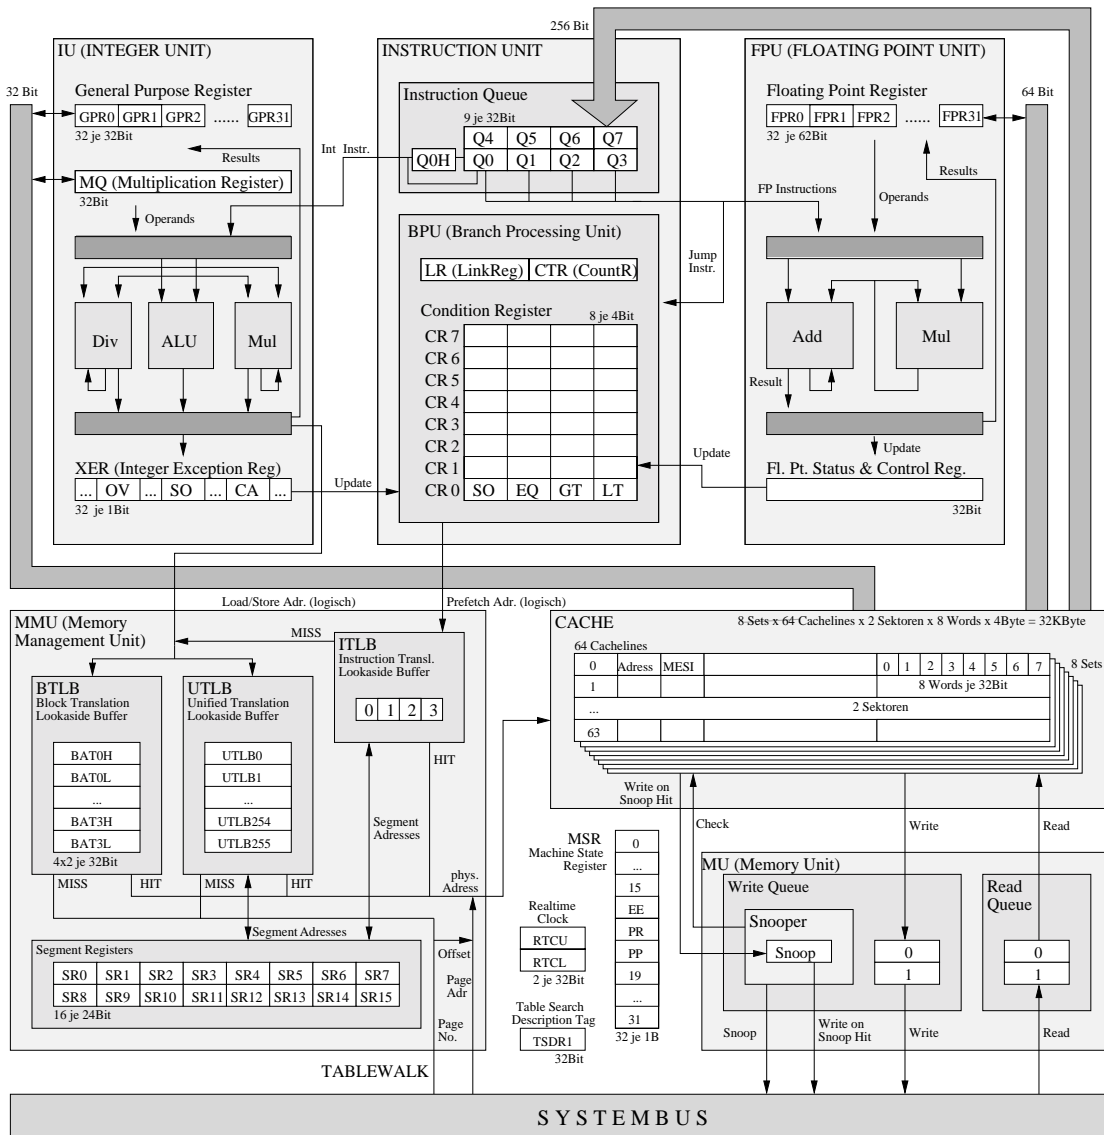 256 Bit
IU (INTEGER UNIT)
General Purpose Register
32 Bit
GPR0 GPR1 GPR2 ...... GPR31
32 je 32Bit
Results
MQ (Multiplication Register)
32Bit
Operands
Div ALU Mul
XER (Integer Exception Reg)
... OV ... SO ... CA ...
32 je 1Bit
Int Instr.
Update
INSTRUCTION UNIT
Instruction Queue
9 je 32Bit
Q4 Q5 Q6 Q7
Q0H Q0 Q1 Q2 Q3
BPU (Branch Processing Unit)
LR (LinkReg) CTR (CountR)
Condition Register
8 je 4Bit
CR 7
CR 6
CR 5
CR 4
CR 3
CR 2
CR 1
CR 0 SO EQ GT LT
FP Instructions
Jump
Instr.
Update
FPU (FLOATING POINT UNIT)
Floating Point Register
64 Bit
FPR0 FPR1 FPR2 ...... FPR31
32 je 62Bit
Results
Operands
Add Mul
Result
Update
Fl. Pt. Status & Control Reg.
32Bit
Load/Store Adr. (logisch)
Prefetch Adr. (logisch)
MMU (Memory
Management Unit)
MISS
ITLB
Instruction Transl.
Lookaside Buffer
0 1 2 3
HIT
BTLB
Block Translation
Lookaside Buffer
BAT0H
BAT0L
...
BAT3H
BAT3L
4x2 je 32Bit
MISS HIT
UTLB
Unified Translation
Lookaside Buffer
UTLB0
UTLB1
...
UTLB254
UTLB255
MISS HIT
Segment
Adresses
phys.
Adress
Segment Adresses
Segment Registers
SR0 SR1 SR2 SR3 SR4 SR5 SR6 SR7
SR8 SR9 SR10 SR11 SR12 SR13 SR14 SR15
16 je 24Bit
Offset
Page
Adr
Page
No.
TABLEWALK
CACHE
8 Sets x 64 Cachelines x 2 Sektoren x 8 Words x 4Byte = 32KByte
64 Cachelines
0 Adress MESI 0 1 2 3 4 5 6 7
8 Sets
1 8 Words je 32Bit
... 2 Sektoren
63
Write on
Snoop Hit
Check
Write
Read
MSR
Machine State
Register
0
...
15
EE
PR
PP
19
...
31
32 je 1B
Realtime
Clock
RTCU
RTCL
2 je 32Bit
Table Search
Description Tag
TSDR1
32Bit
MU (Memory Unit)
Write Queue
Snooper
Snoop
0
1
Read
Queue
0
1
Snoop
Write on
Snoop Hit
Write
Read
SYSTEMBUS